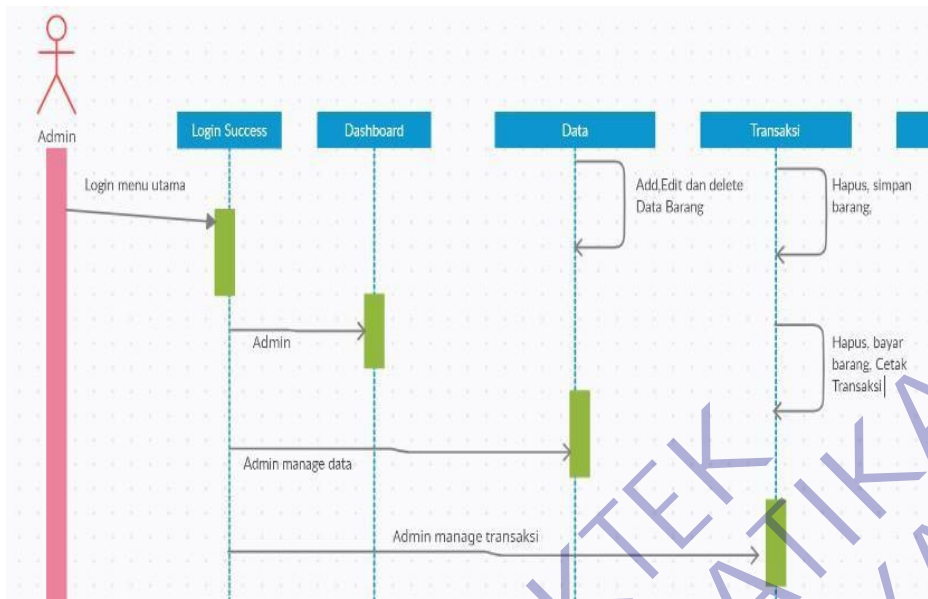 Admin
Login Success
Dashboard
Data
Transaksi
Login menu utama
Add,Edit dan delete
Data Barang
Hapus, simpan
barang,
Admin
Hapus, bayar
barang, Cetak
Transaksi
Admin manage data
Admin manage transaksi